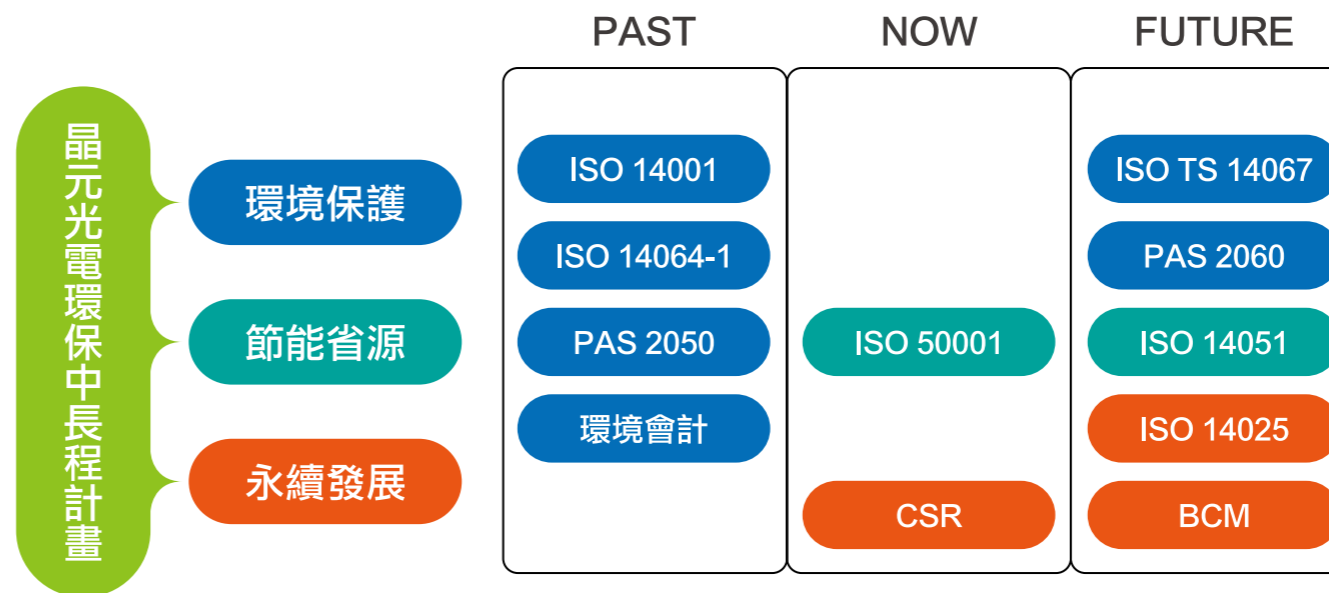 PAST NOW FUTURE
晶元光電環保中長程計畫
環境保護
節能省源
永續發展
ISO 14001
ISO 14064-1
PAS 2050
環境會計
ISO 50001
CSR
ISO TS 14067
PAS 2060
ISO 14051
ISO 14025
BCM